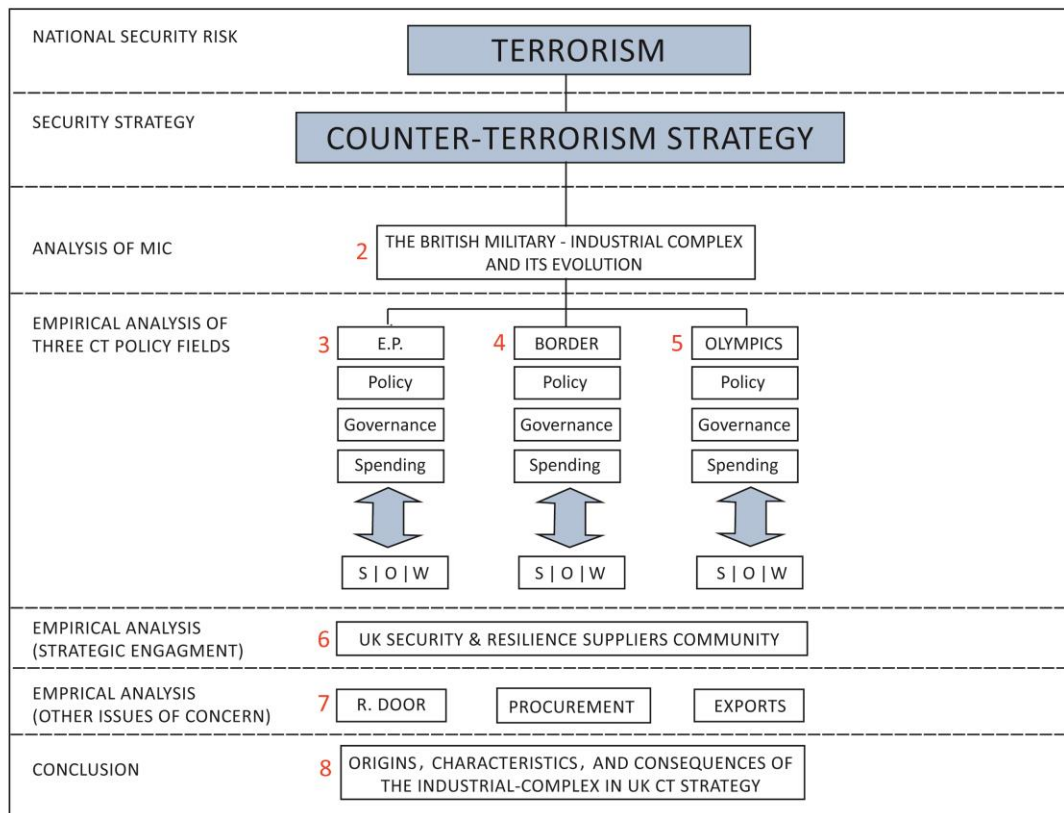 NATIONAL SECURITY RISK
TERRORISM
SECURITY STRATEGY
COUNTER-TERRORISM STRATEGY
ANALYSIS OF MIC
2
THE BRITISH MILITARY - INDUSTRIAL COMPLEX
AND ITS EVOLUTION
EMPIRICAL ANALYSIS OF
THREE CT POLICY FIELDS
3
E.P.
4
BORDER
5
OLYMPICS
Policy
Policy
Policy
Governance
Governance
Governance
Spending
Spending
Spending
S | O | W
S | O | W
S | O | W
EMPIRICAL ANALYSIS
(STRATEGIC ENGAGMENT)
6
UK SECURITY & RESILIENCE SUPPLIERS COMMUNITY
EMPRICAL ANALYSIS
(OTHER ISSUES OF CONCERN)
7
R. DOOR
PROCUREMENT
EXPORTS
CONCLUSION
8
ORIGINS, CHARACTERISTICS, AND CONSEQUENCES OF
THE INDUSTRIAL-COMPLEX IN UK CT STRATEGY